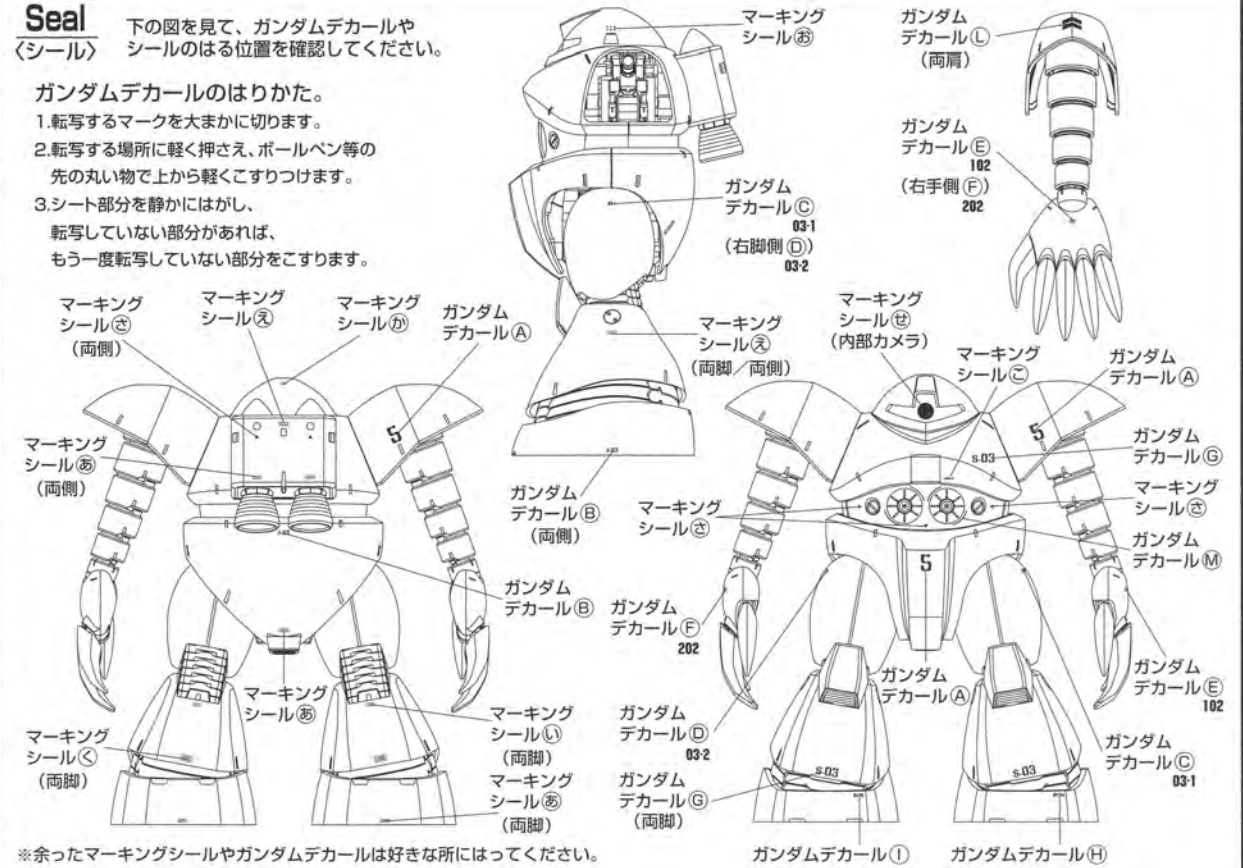 Seal
〈シール〉
下の図を見て、ガンダムデカールや
シールのはる位置を確認してください。
ガンダムデカールのはりかた。
1.転写するマークを大まかに切ります。
2.転写する場所に軽く押さえ、ボールペン等の
先の丸い物で上から軽くこすりつけます。
3.シート部分を静かにはがし、
転写していない部分があれば、
もう一度転写していない部分をこすります。
マーキング
シールⓞお
ガンダム
デカールⓁ
(両肩)
ガンダム
デカールⒺ
102
(右手側Ⓕ)
202
ガンダム
デカールⒸ
03-1
(右脚側Ⓓ)
03-2
マーキング
シールえ
(両脚/両側)
S-03
ガンダム
デカールⒷ
(両側)
マーキング
シールさ
(両側)
マーキング
シールえ
マーキング
シールか
ガンダム
デカールⒶ
5
マーキング
シールあ
(両側)
ガンダム
デカールⒷ
マーキング
シールあ
マーキング
シールい
(両脚)
マーキング
シールく
(両脚)
マーキング
シールあ
(両脚)
マーキング
シールせ
(内部カメラ)
マーキング
シールこ
ガンダム
デカールⒶ
5
S-03
ガンダム
デカールⒼ
マーキング
シールさ
マーキング
シールさ
ガンダム
デカールⓂ
5
ガンダム
デカールⒻ
202
ガンダム
デカールⒶ
ガンダム
デカールⒺ
102
ガンダム
デカールⒹ
03-2
ガンダム
デカールⒸ
03-1
ガンダム
デカールⒼ
(両脚)
S-03
S-03
ガンダムデカールⒾ
ガンダムデカールⒽ
※余ったマーキングシールやガンダムデカールは好きな所にはってください。